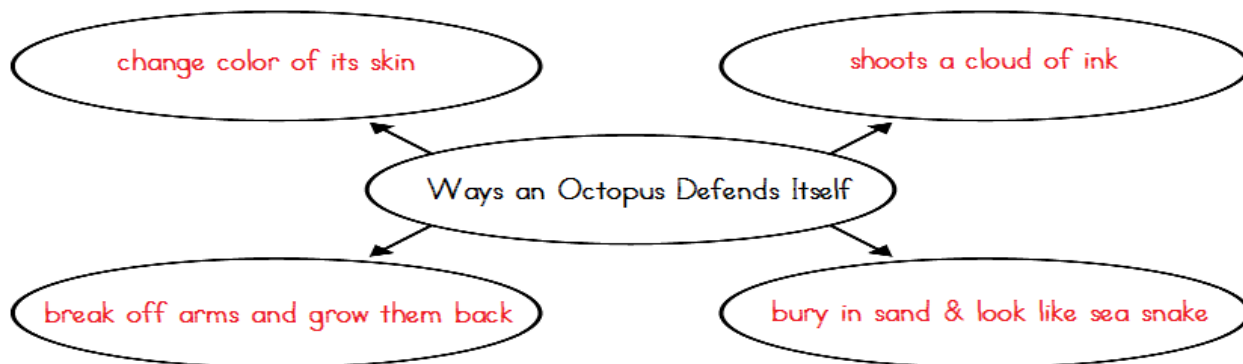 change color of its skin
shoots a cloud of ink
Ways an Octopus Defends Itself
break off arms and grow them back
bury in sand & look like sea snake